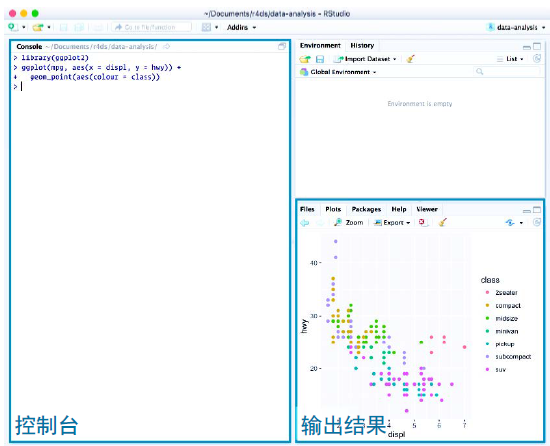 ~/Documents/r4ds/data-analysis - RStudio
Go to file/function
Addins
data-analysis
Console ~/Documents/r4ds/data-analysis/
> library(ggplot2)
> ggplot(mpg, aes(x = displ, y = hwy)) +
+   geom_point(aes(colour = class))
>
控制台
Environment History
Import Dataset
List
Global Environment
Environment is empty
Files Plots Packages Help Viewer
Zoom Export
40
30
20
hwy
class
2seater
compact
midsize
minivan
pickup
subcompact
suv
4 5 6 7
displ
输出结果